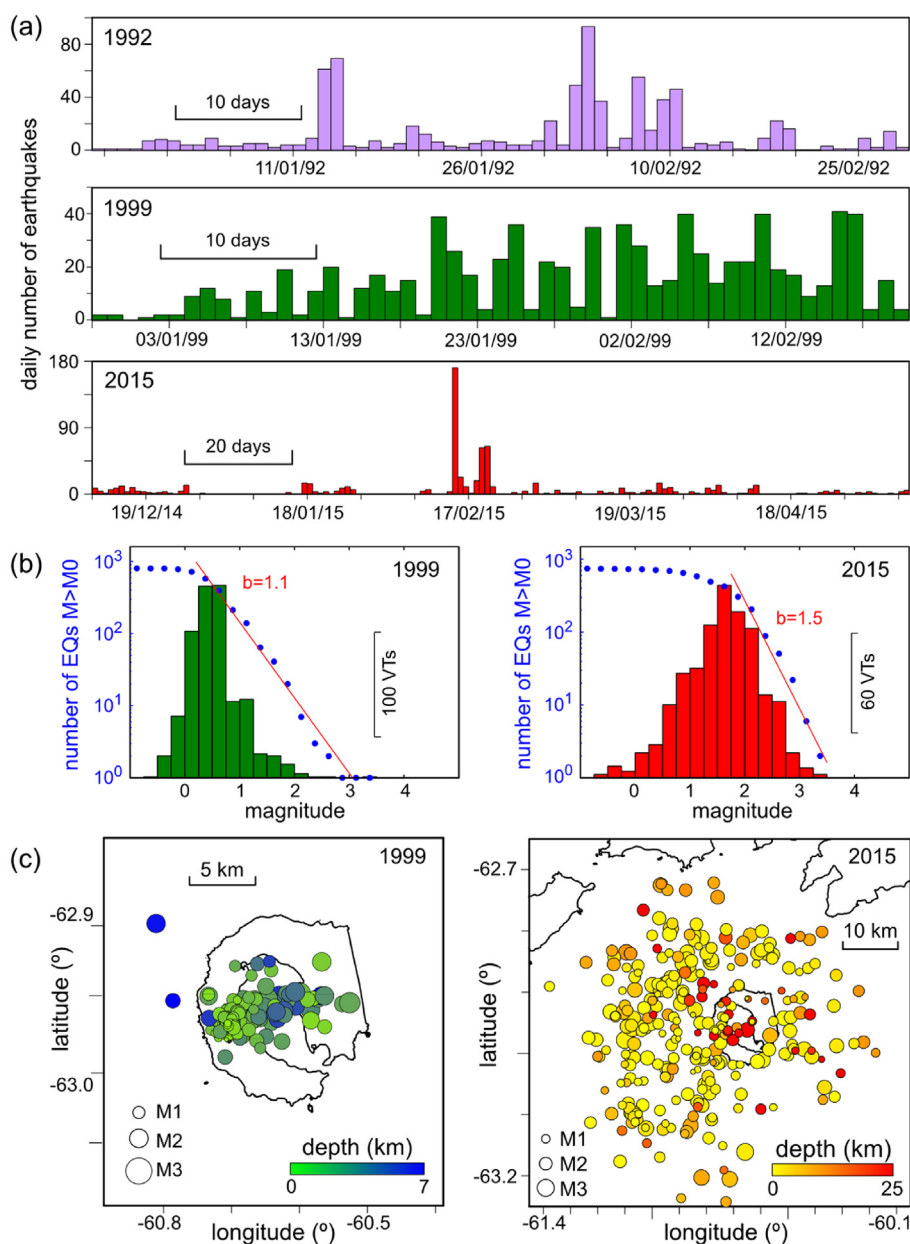 (a)
1992
80
40
0
10 days
11/01/92 26/01/92 10/02/92 25/02/92
daily number of earthquakes
1999
40
20
0
10 days
03/01/99 13/01/99 23/01/99 02/02/99 12/02/99
2015
180
90
0
20 days
19/12/14 18/01/15 17/02/15 19/03/15 18/04/15
(b)
number of EQs M>M0
10³
10²
10¹
10⁰
1999
b=1.1
100 VTs
0 1 2 3 4
magnitude
number of EQs M>M0
10³
10²
10¹
10⁰
2015
b=1.5
60 VTs
0 1 2 3 4
magnitude
(c)
1999
5 km
-62.9
latitude (º)
-63.0
M1
M2
M3
depth (km)
0 7
-60.8 -60.5
longitude (º)
2015
-62.7
10 km
latitude (º)
M1
M2
M3
depth (km)
0 25
-63.2
-61.4 -60.1
longitude (º)